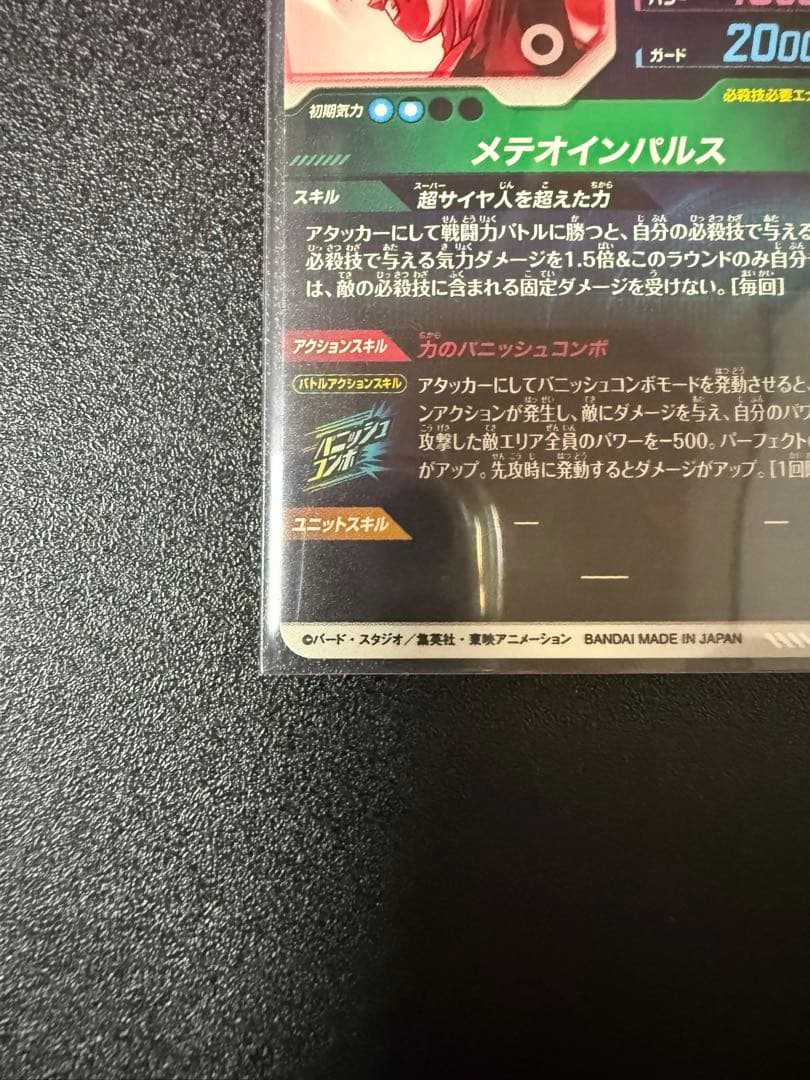 パワー
ガード 2000
初期気力
必殺技必要エナ
メテオインパルス
スキル 超サイヤ人を超えた力
アタッカーにして戦闘力バトルに勝つと、自分の必殺技で与える
必殺技で与える気力ダメージを1.5倍&このラウンドのみ自分
は、敵の必殺技に含まれる固定ダメージを受けない。[毎回]
アクションスキル 力のバニッシュコンボ
バトルアクションスキル アタッカーにしてバニッシュコンボモードを発動させると、
ンアクションが発生し、敵にダメージを与え、自分のパワ
バニッシュ
コンボ
攻撃した敵エリア全員のパワーを-500。パーフェクト
がアップ。先攻時に発動するとダメージがアップ。[1回
ユニットスキル — —
—
©バード・スタジオ/集英社・東映アニメーション BANDAI MADE IN JAPAN